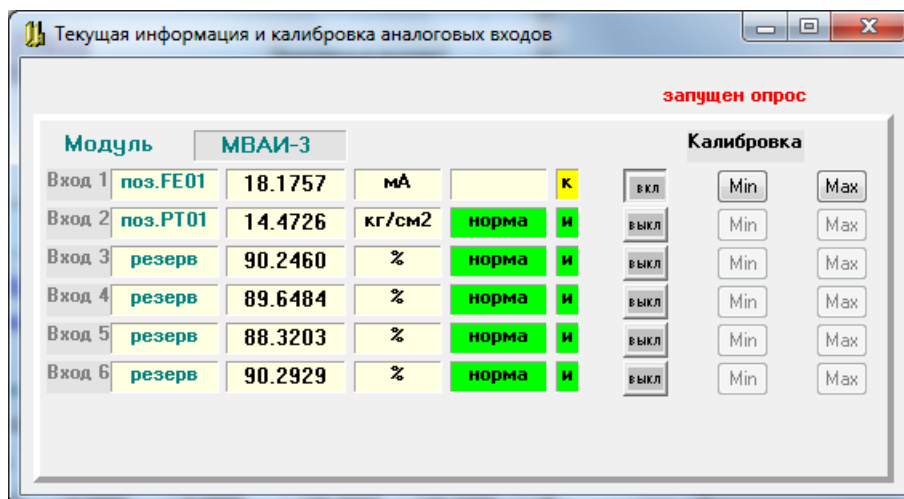 Текущая информация и калибровка аналоговых входов
запущен опрос
Модуль МВАИ-3 Калибровка
Вход 1 поз.FE01 18.1757 мА к вкл Min Max
Вход 2 поз.PT01 14.4726 кг/см2 норма и выкл Min Max
Вход 3 резерв 90.2460 % норма и выкл Min Max
Вход 4 резерв 89.6484 % норма и выкл Min Max
Вход 5 резерв 88.3203 % норма и выкл Min Max
Вход 6 резерв 90.2929 % норма и выкл Min Max